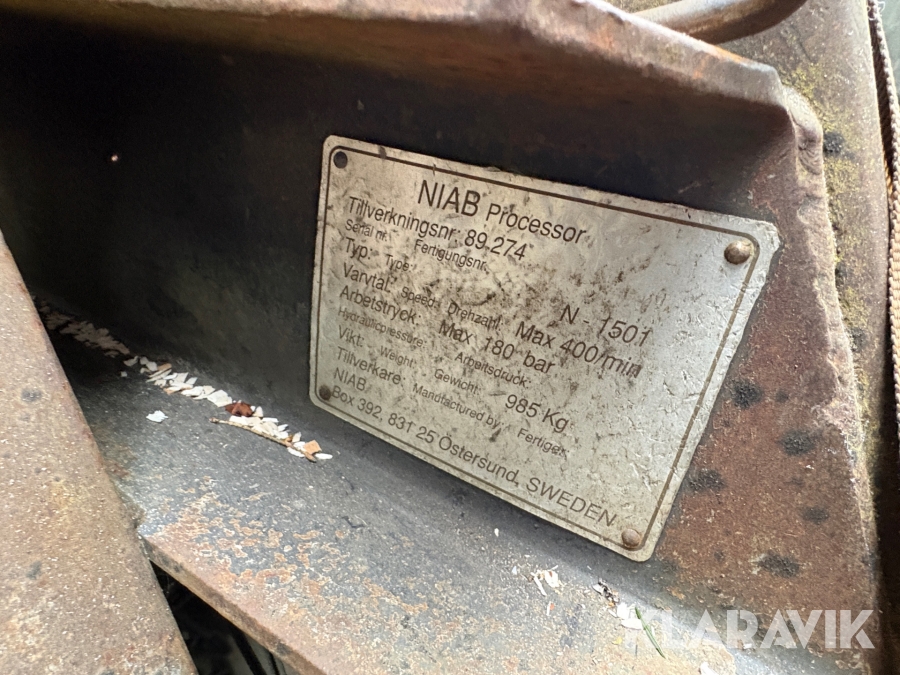 NIAB Processor
Tillverkningsnr: 89.274
Serial nr. Fertigungsnr.
Typ: Type: N - 1501
Varvtal: Speed: Drehzahl: Max 400/min
Arbetstryck: Max 180 bar
Hydraulicpressure: Arbeitsdruck:
Vikt: Weight: Gewicht: 985 Kg
Tillverkare: Manufactured by: Fertiger:
NIAB
Box 392, 831 25 Östersund, SWEDEN
KLARAVIK